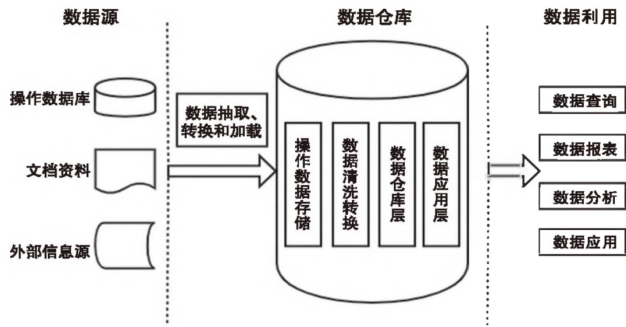 数据源
数据仓库
数据利用
操作数据库
文档资料
外部信息源
数据抽取、
转换和加载
操作数据存储
数据清洗转换
数据仓库层
数据应用层
数据查询
数据报表
数据分析
数据应用